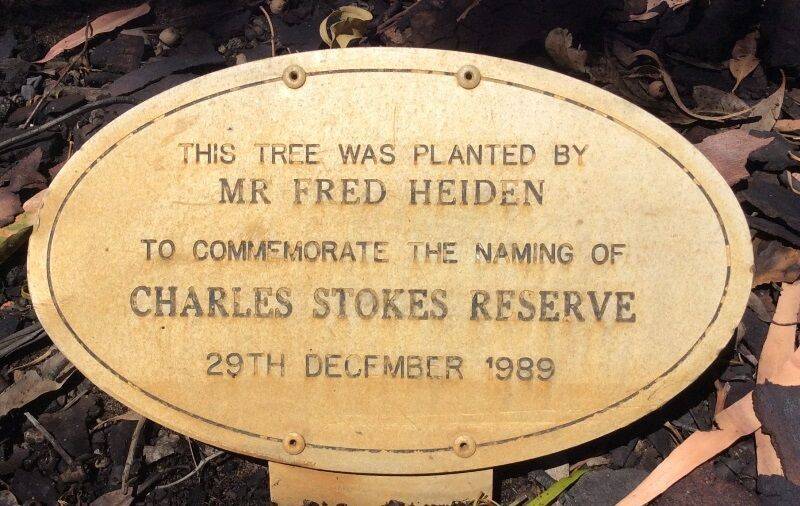 THIS TREE WAS PLANTED BY
MR FRED HEIDEN
TO COMMEMORATE THE NAMING OF
CHARLES STOKES RESERVE
29TH DECEMBER 1989